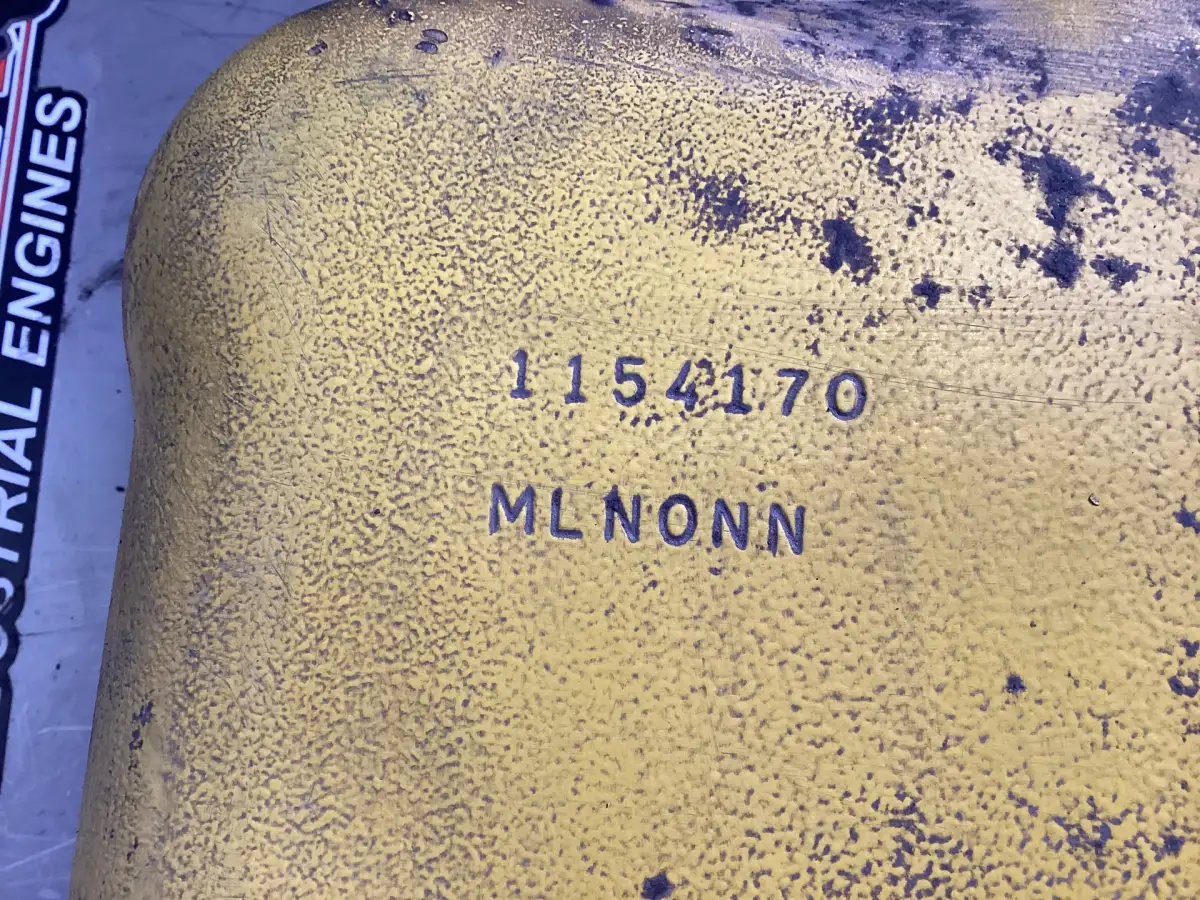 1154170
MLNONN
INDUSTRIAL ENGINES